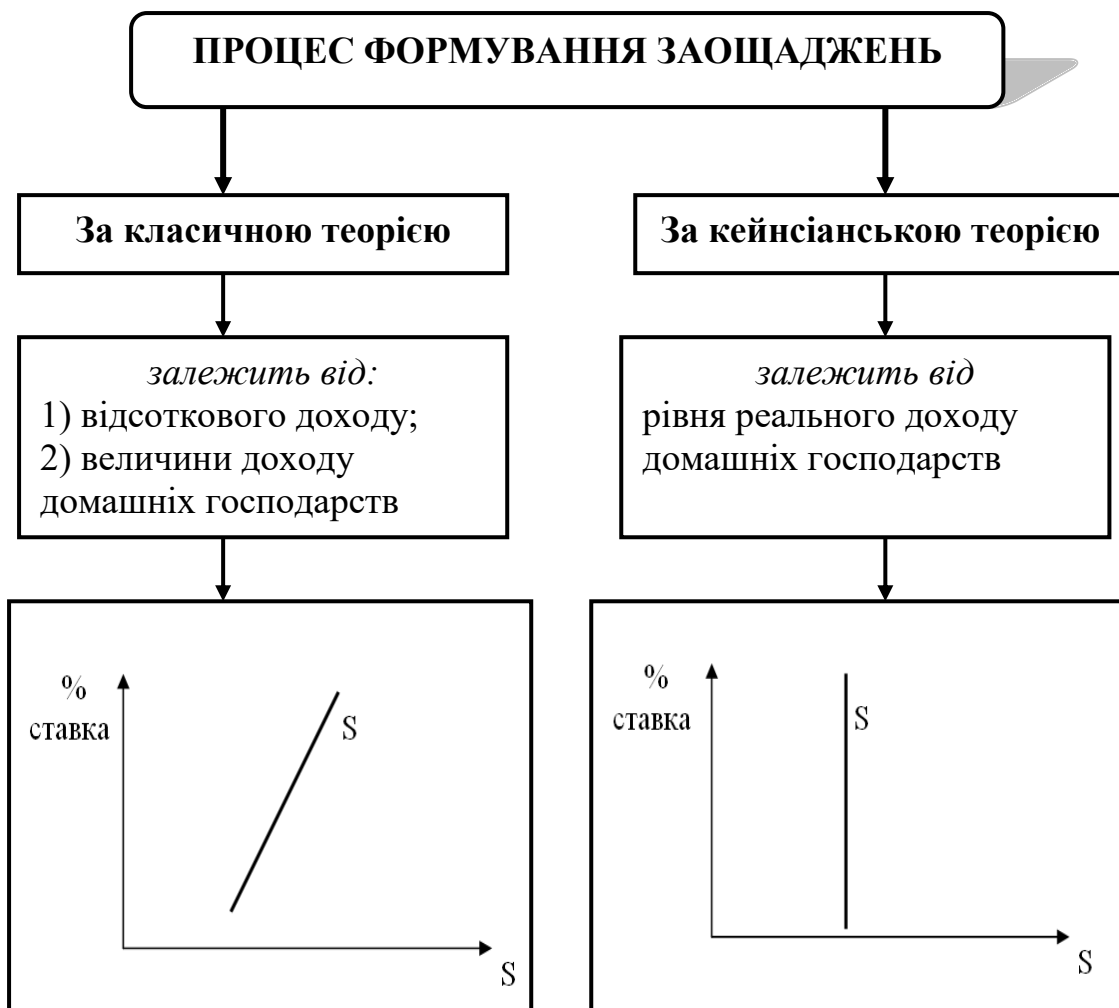 ПРОЦЕС ФОРМУВАННЯ ЗАОЩАДЖЕНЬ
За класичною теорією
За кейнсіанською теорією
залежить від:
1) відсоткового доходу;
2) величини доходу
домашніх господарств
залежить від
рівня реального доходу
домашніх господарств
%
ставка
S
S
%
ставка
S
S